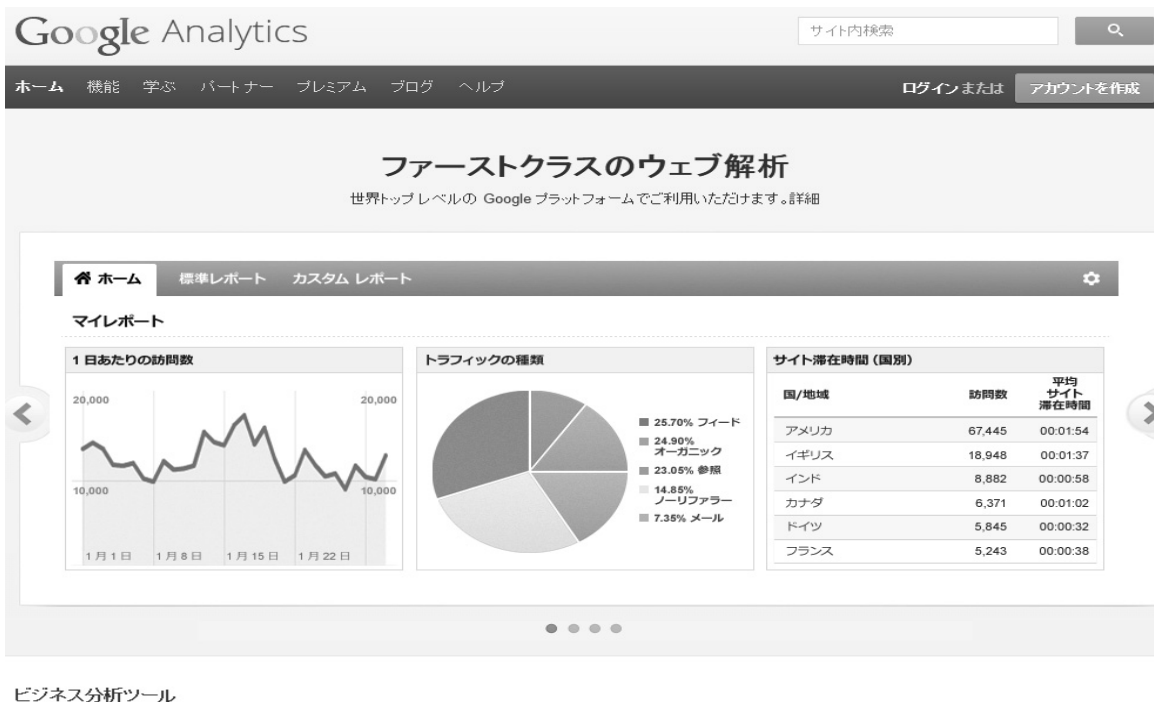 Google Analytics
サイト内検索
ホーム 機能 学ぶ パートナー プレミアム ブログ ヘルプ
ログイン または アカウントを作成
ファーストクラスのウェブ解析
世界トップ レベルの Google プラットフォームでご利用いただけます。詳細
ホーム 標準レポート カスタム レポート
マイレポート
1 日あたりの訪問数
20,000 20,000
10,000 10,000
1 月 1 日 1 月 8 日 1 月 15 日 1 月 22 日
トラフィックの種類
25.70% フィード
24.90%
オーガニック
23.05% 参照
14.85%
ノーリファラー
7.35% メール
サイト滞在時間 (国別)
国/地域 訪問数 平均
サイト
滞在時間
アメリカ 67,445 00:01:54
イギリス 18,948 00:01:37
インド 8,882 00:00:58
カナダ 6,371 00:01:02
ドイツ 5,845 00:00:32
フランス 5,243 00:00:38
ビジネス分析ツール